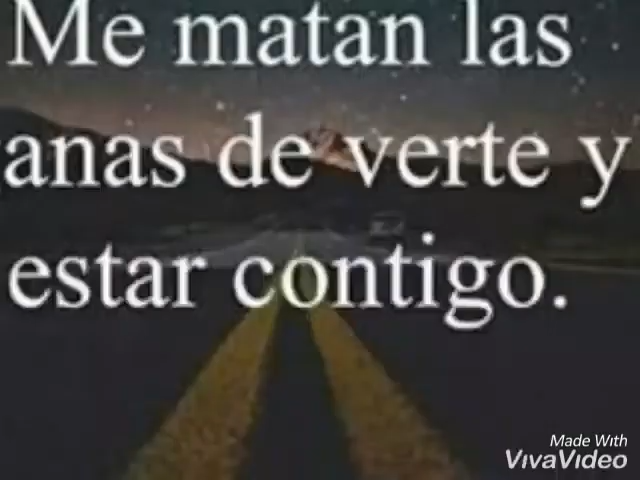 Me matan las
anas de verte y
estar contigo.
Made With
VivaVideo